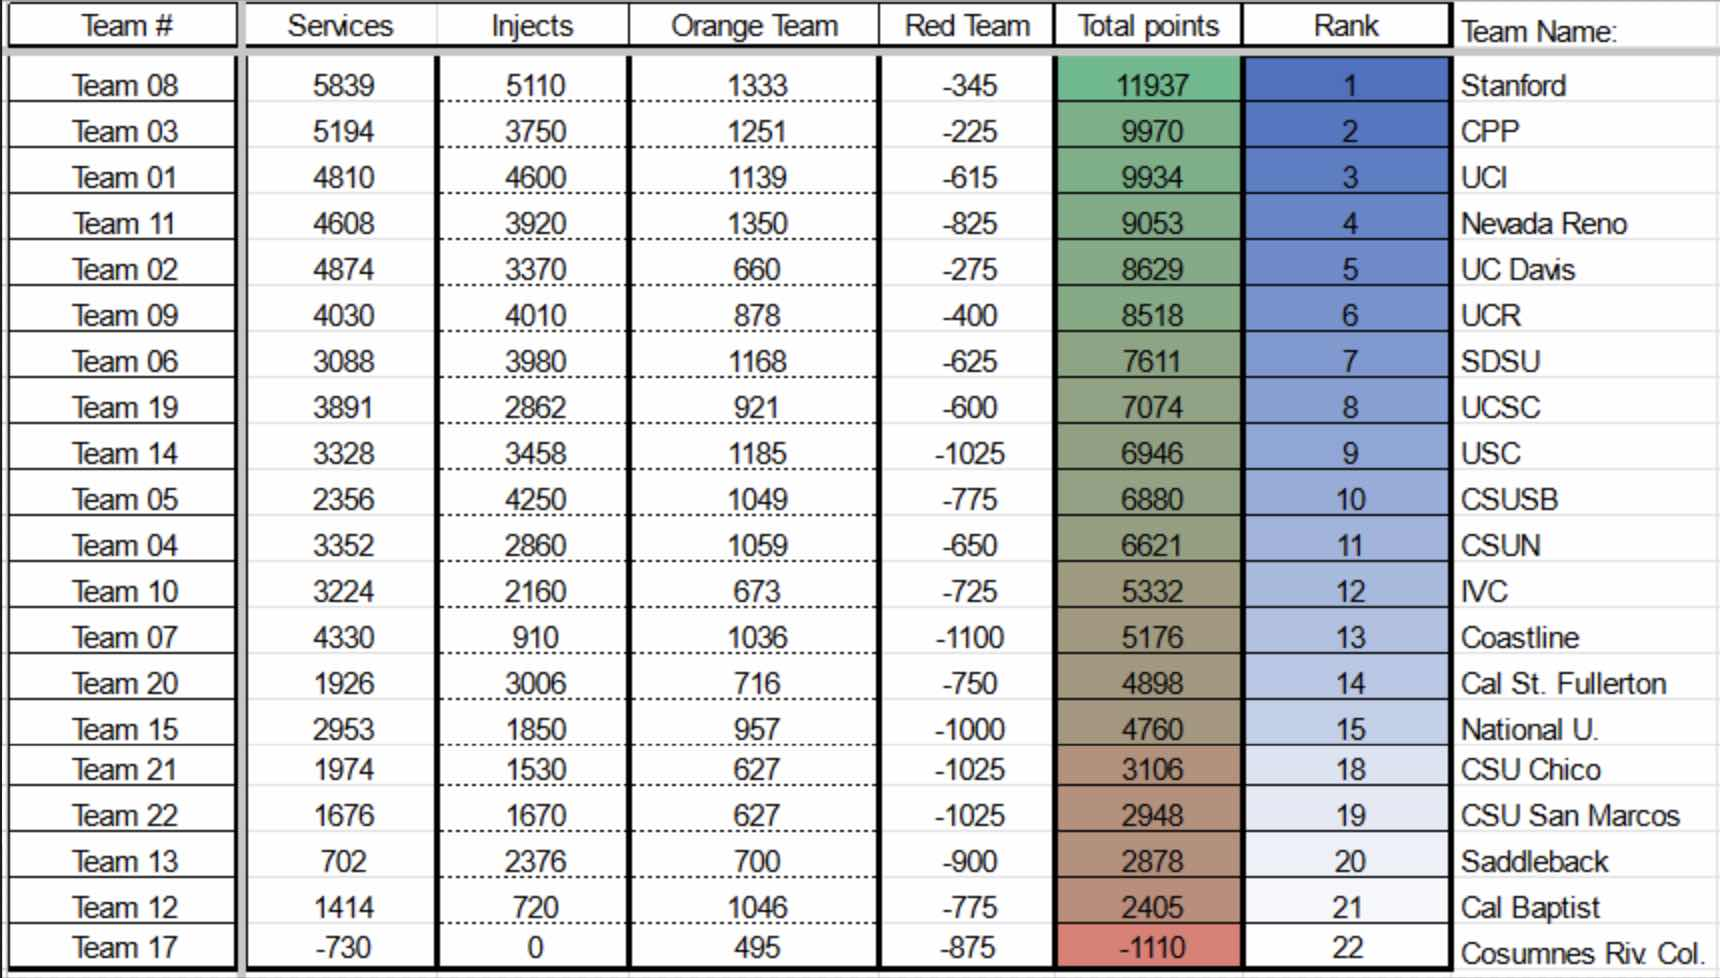 Team # Services Injects Orange Team Red Team Total points Rank Team Name:
Team 08 5839 5110 1333 -345 11937 1 Stanford
Team 03 5194 3750 1251 -225 9970 2 CPP
Team 01 4810 4600 1139 -615 9934 3 UCI
Team 11 4608 3920 1350 -825 9053 4 Nevada Reno
Team 02 4874 3370 660 -275 8629 5 UC Davis
Team 09 4030 4010 878 -400 8518 6 UCR
Team 06 3088 3980 1168 -625 7611 7 SDSU
Team 19 3891 2862 921 -600 7074 8 UCSC
Team 14 3328 3458 1185 -1025 6946 9 USC
Team 05 2356 4250 1049 -775 6880 10 CSUSB
Team 04 3352 2860 1059 -650 6621 11 CSUN
Team 10 3224 2160 673 -725 5332 12 IVC
Team 07 4330 910 1036 -1100 5176 13 Coastline
Team 20 1926 3006 716 -750 4898 14 Cal St. Fullerton
Team 15 2953 1850 957 -1000 4760 15 National U.
Team 21 1974 1530 627 -1025 3106 18 CSU Chico
Team 22 1676 1670 627 -1025 2948 19 CSU San Marcos
Team 13 702 2376 700 -900 2878 20 Saddleback
Team 12 1414 720 1046 -775 2405 21 Cal Baptist
Team 17 -730 0 495 -875 -1110 22 Cosumnes Riv. Col.